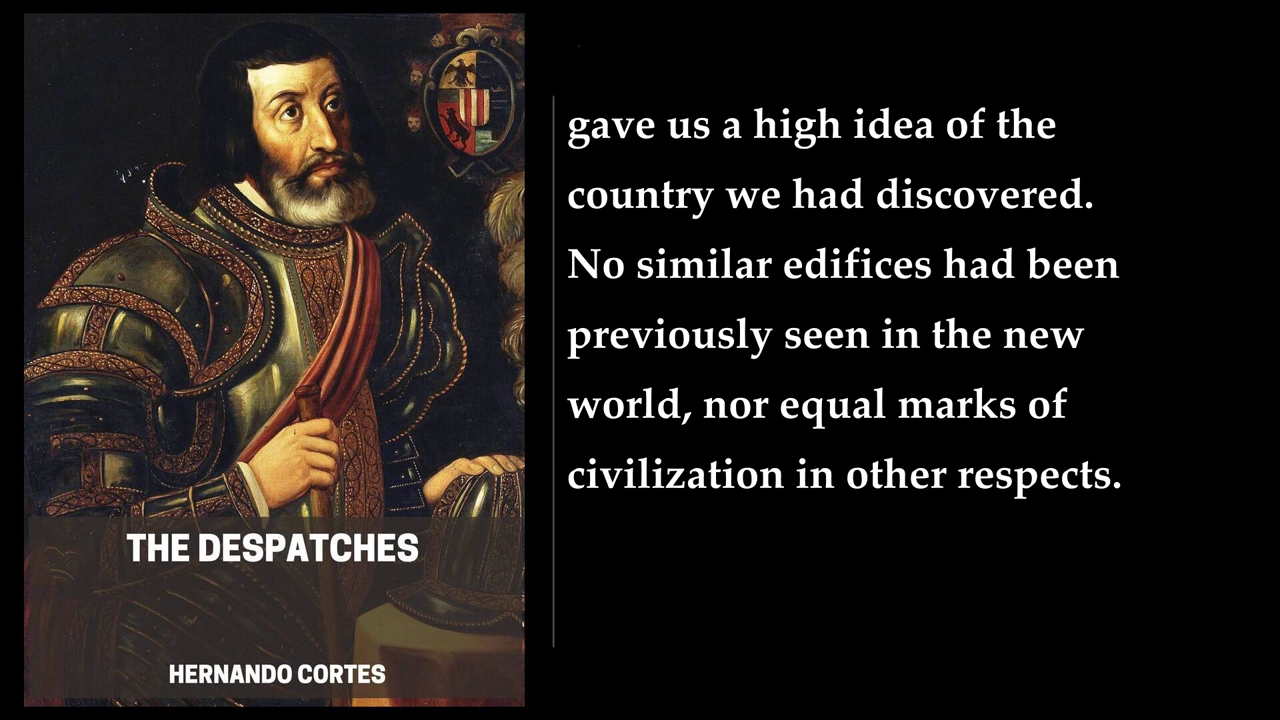 gave us a high idea of the
country we had discovered.
No similar edifices had been
previously seen in the new
world, nor equal marks of
civilization in other respects.
THE DESPATCHES
HERNANDO CORTES